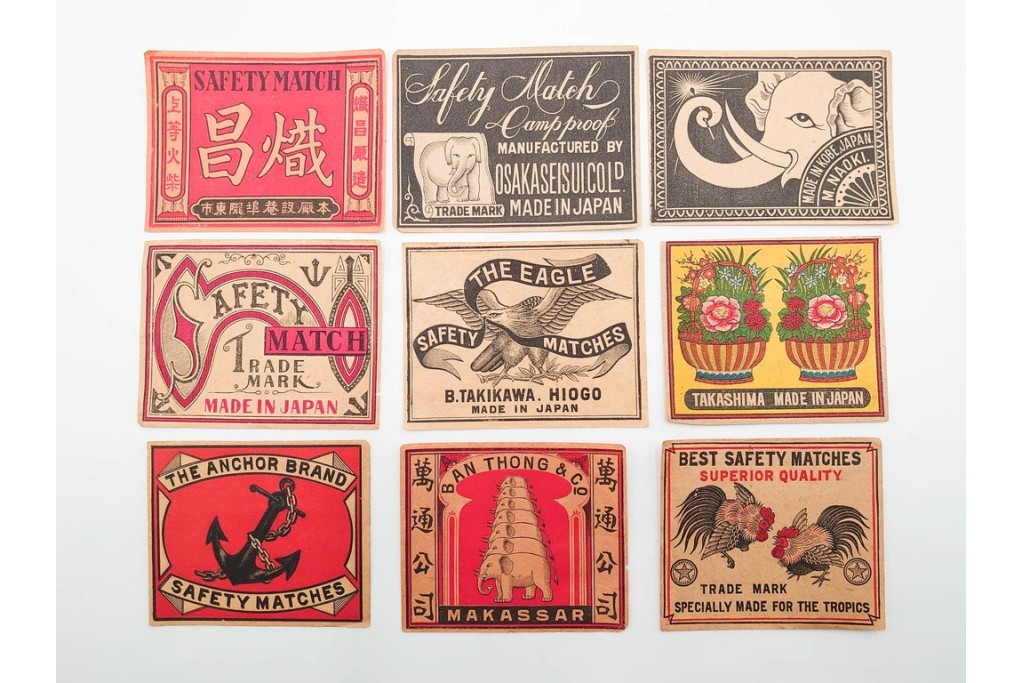 SAFETY MATCH
熾昌厰造
熾昌
上等火柴
本厰設巷埠隴東市
Safety Match
Damp proof
MANUFACTURED BY
OSAKASEISUI.CO.LD.
TRADE MARK
MADE IN JAPAN
MADE IN KOBE, JAPAN
M. NAOKI.
SAFETY
MATCH
TRADE
MARK
MADE IN JAPAN
THE EAGLE
SAFETY MATCHES
B.TAKIKAWA. HIOGO
MADE IN JAPAN
TAKASHIMA MADE IN JAPAN
THE ANCHOR BRAND
SAFETY MATCHES
BAN THONG & Co
萬通公司
萬通公司
MAKASSAR
BEST SAFETY MATCHES
SUPERIOR QUALITY
TRADE MARK
SPECIALLY MADE FOR THE TROPICS